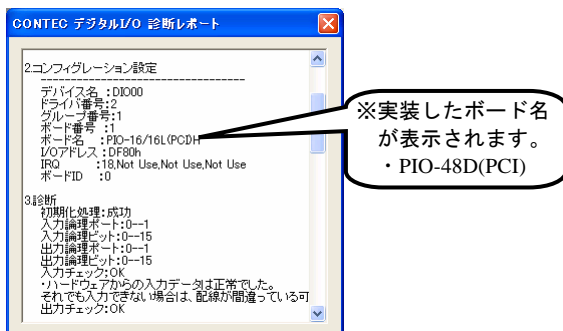 CONTEC デジタルI/O 診断レポート
2.コンフィグレーション設定
----------------------------------------
デバイス名 :DIO00
ドライバ番号:2
グループ番号:1
ボード番号 :1
ボード名 :PIO-16/16L(PCI)H
I/Oアドレス :DF80h
IRQ :18,Not Use,Not Use,Not Use
ボードID :0
3.診断
初期化処理:成功
入力論理ポート:0--1
入力論理ビット:0--15
出力論理ポート:0--1
出力論理ビット:0--15
入力チェック:OK
・ハードウェアからの入力データは正常でした。
それでも入力できない場合は、配線が間違っている可
出力チェック:OK
※実装したボード名
が表示されます。
・PIO-48D(PCI)